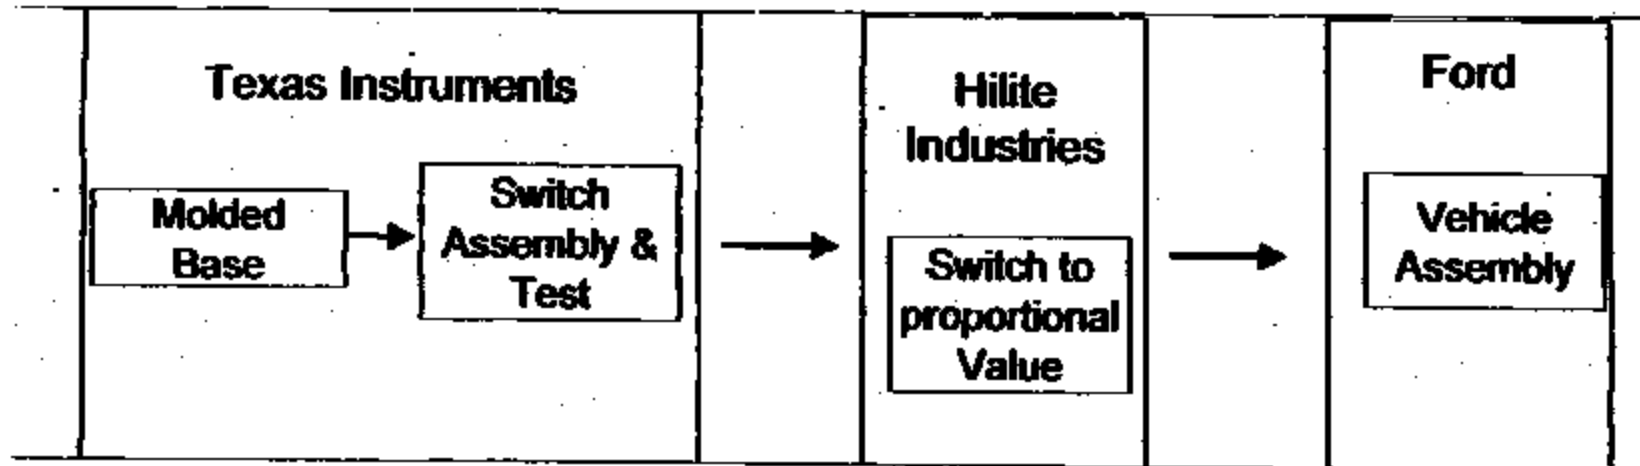 Texas Instruments
Molded
Base
Switch
Assembly &
Test
Hilite
Industries
Switch to
proportional
Value
Ford
Vehicle
Assembly